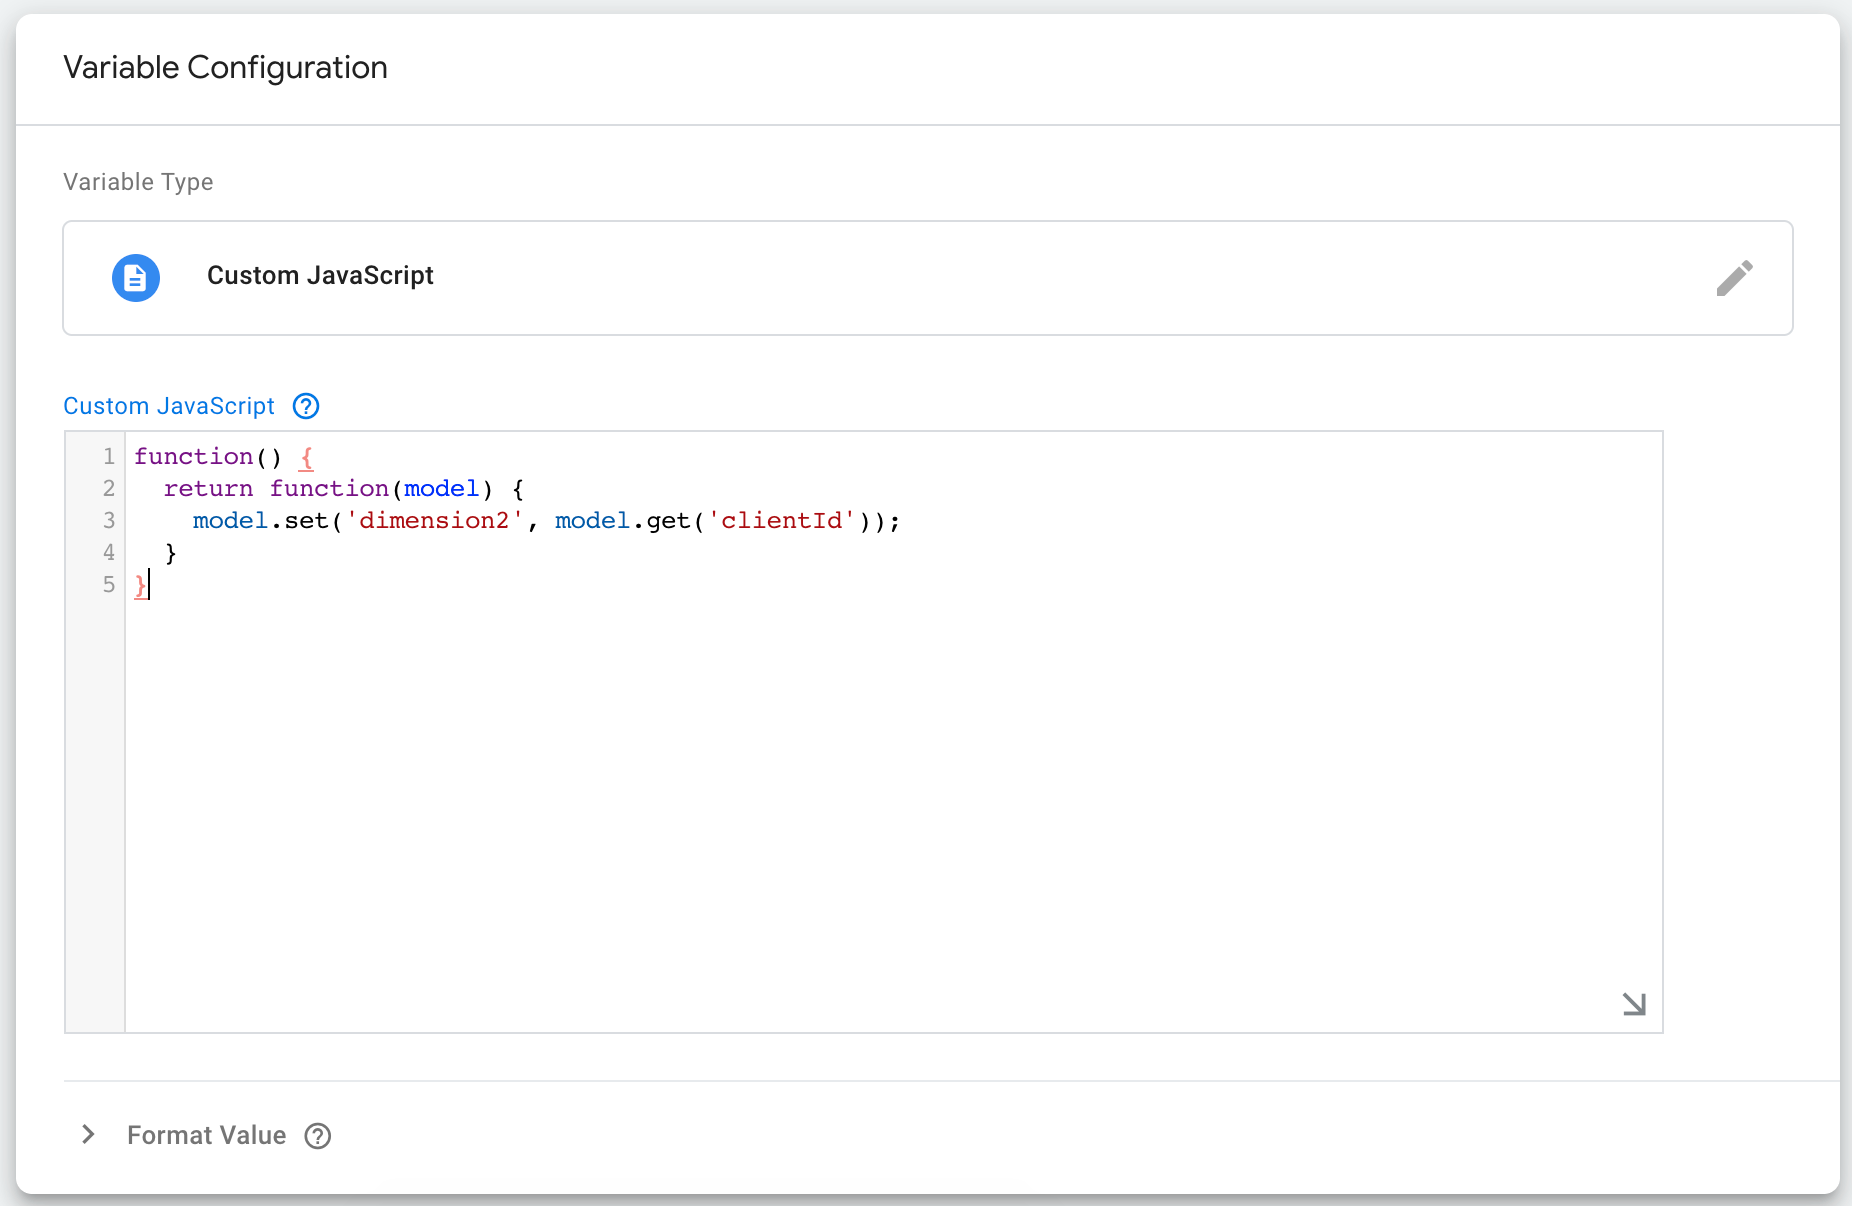 Variable Configuration
Variable Type
Custom JavaScript
Custom JavaScript ?
1 function() {
2   return function(model) {
3     model.set('dimension2', model.get('clientId'));
4   }
5 }
Format Value ?